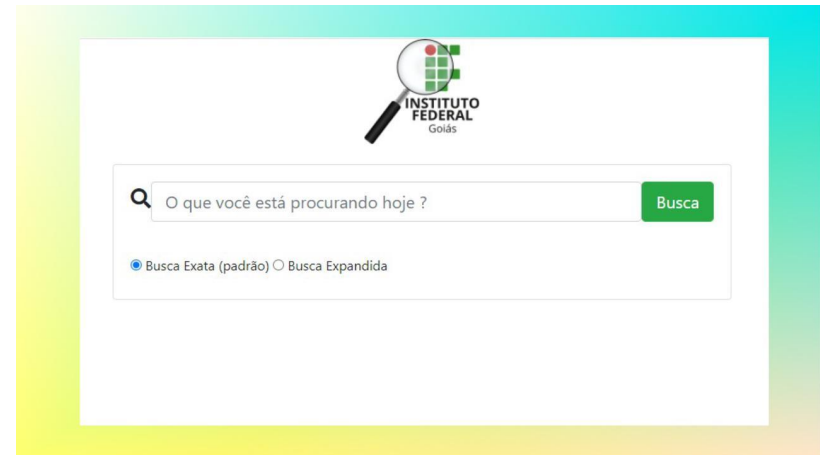 INSTITUTO
FEDERAL
Goiás
O que você está procurando hoje ?
Busca
Busca Exata (padrão) Busca Expandida